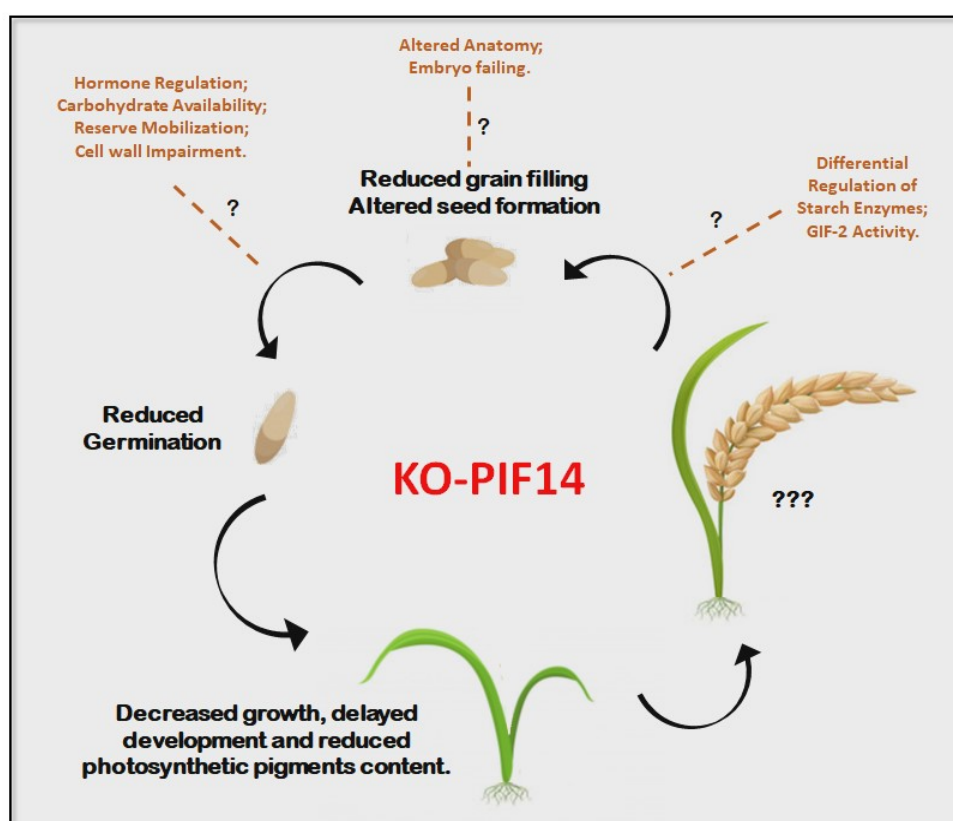 Altered Anatomy;
Embryo failing.
?
Hormone Regulation;
Carbohydrate Availability;
Reserve Mobilization;
Cell wall Impairment.
?
Reduced grain filling
Altered seed formation
Differential
Regulation of
Starch Enzymes;
GIF-2 Activity.
?
Reduced
Germination
KO-PIF14
???
Decreased growth, delayed
development and reduced
photosynthetic pigments content.